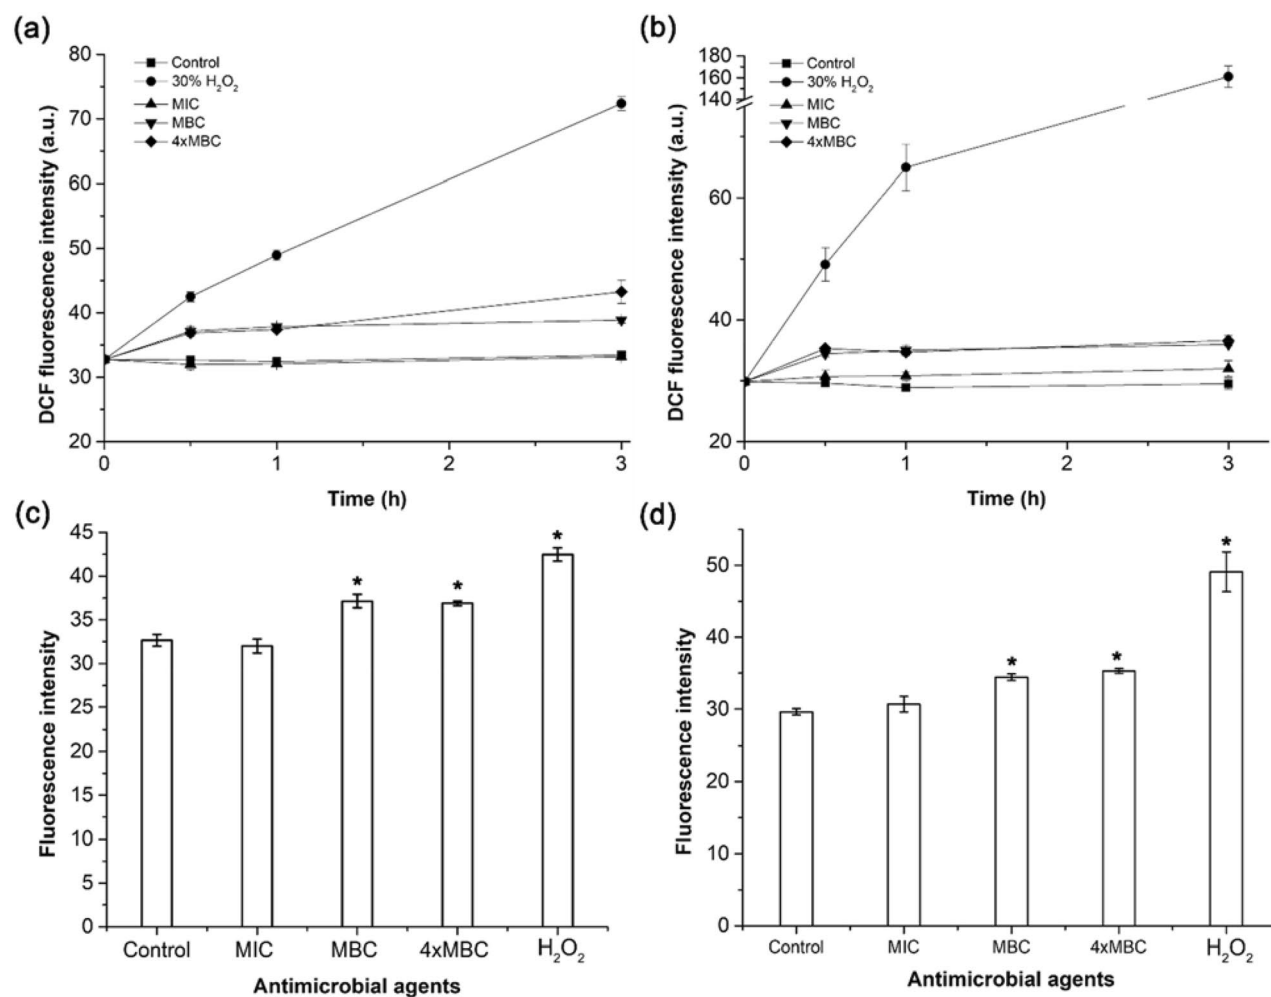 (a)
80
70
60
50
40
30
20
DCF fluorescence intensity (a.u.)
Control
30% H₂O₂
MIC
MBC
4xMBC
0 1 2 3
Time (h)
(b)
180
160
140
60
40
20
DCF fluorescence intensity (a.u.)
Control
30% H₂O₂
MIC
MBC
4xMBC
0 1 2 3
Time (h)
(c)
45
40
35
30
25
20
15
10
5
0
Fluorescence intensity
* * *
Control MIC MBC 4xMBC H₂O₂
Antimicrobial agents
(d)
50
40
30
20
10
0
Fluorescence intensity
* * *
Control MIC MBC 4xMBC H₂O₂
Antimicrobial agents